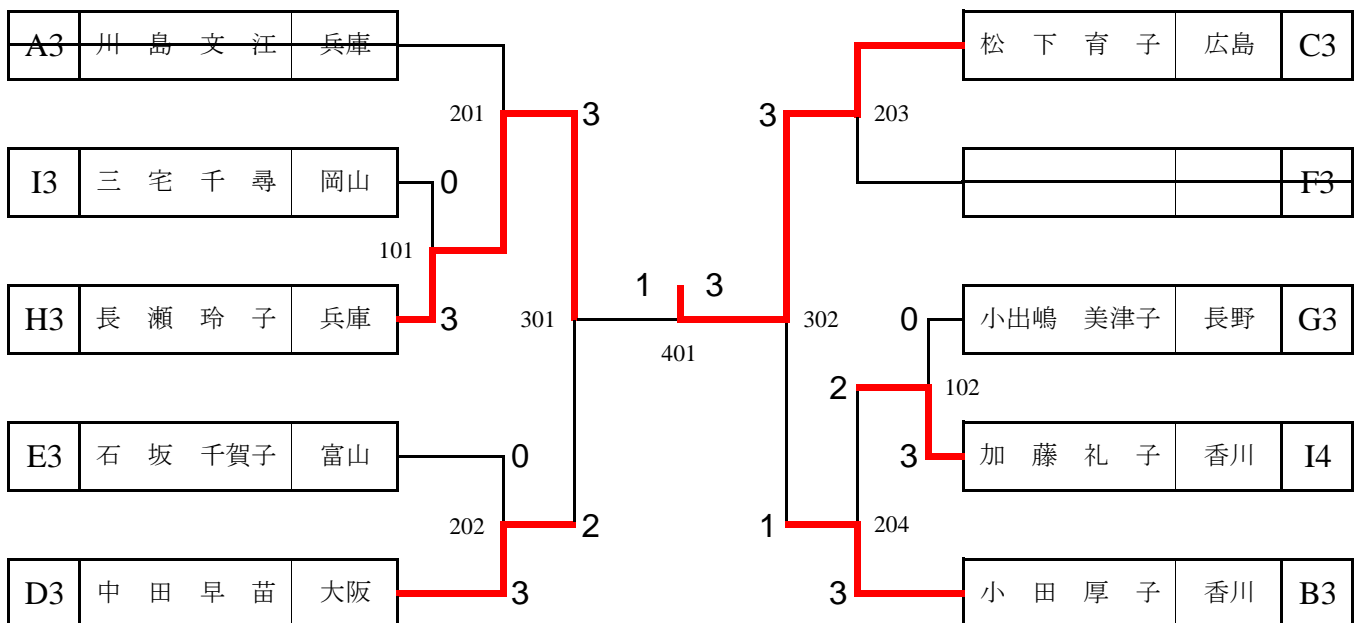 A3 川島文江 兵庫
松下育子 広島 C3
201 3 3 203
I3 三宅千尋 岡山 0
F3
101
1 3
H3 長瀬玲子 兵庫 3 301 302 0 小出嶋 美津子 長野 G3
401
2 102
E3 石坂 千賀子 富山 0
3 加藤礼子 香川 I4
202 2 1 204
D3 中田早苗 大阪 3
3 小田厚子 香川 B3